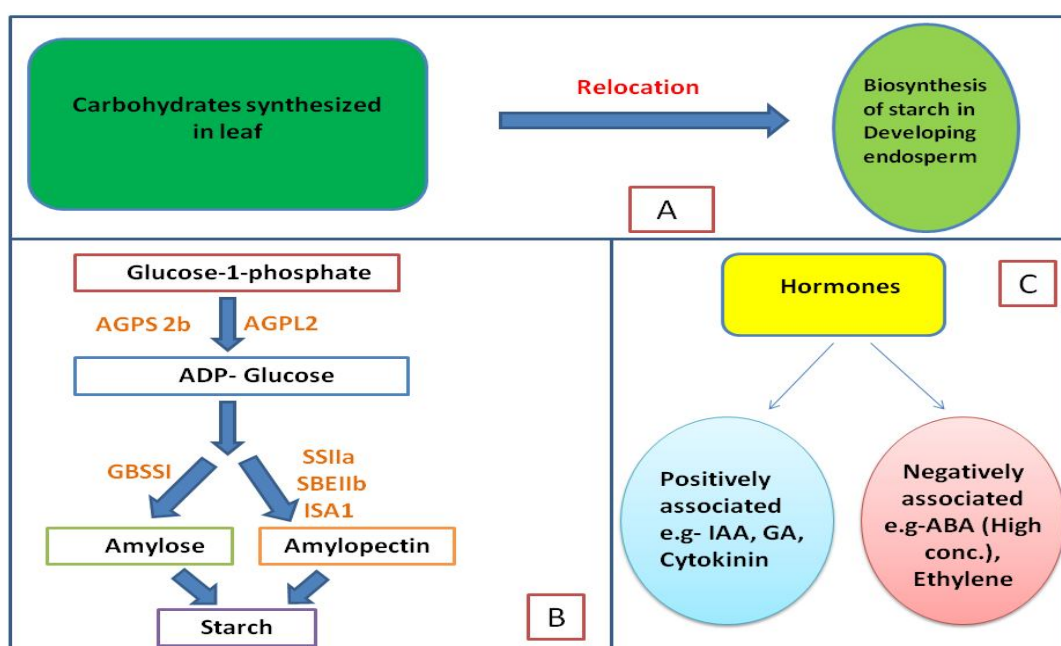 Carbohydrates synthesized
in leaf
Relocation
Biosynthesis
of starch in
Developing
endosperm
A
Glucose-1-phosphate
AGPS 2b
AGPL2
ADP- Glucose
GBSSI
SSIIa
SBEIIb
ISA1
Amylose
Amylopectin
Starch
B
C
Hormones
Positively
associated
e.g- IAA, GA,
Cytokinin
Negatively
associated
e.g-ABA (High
conc.),
Ethylene